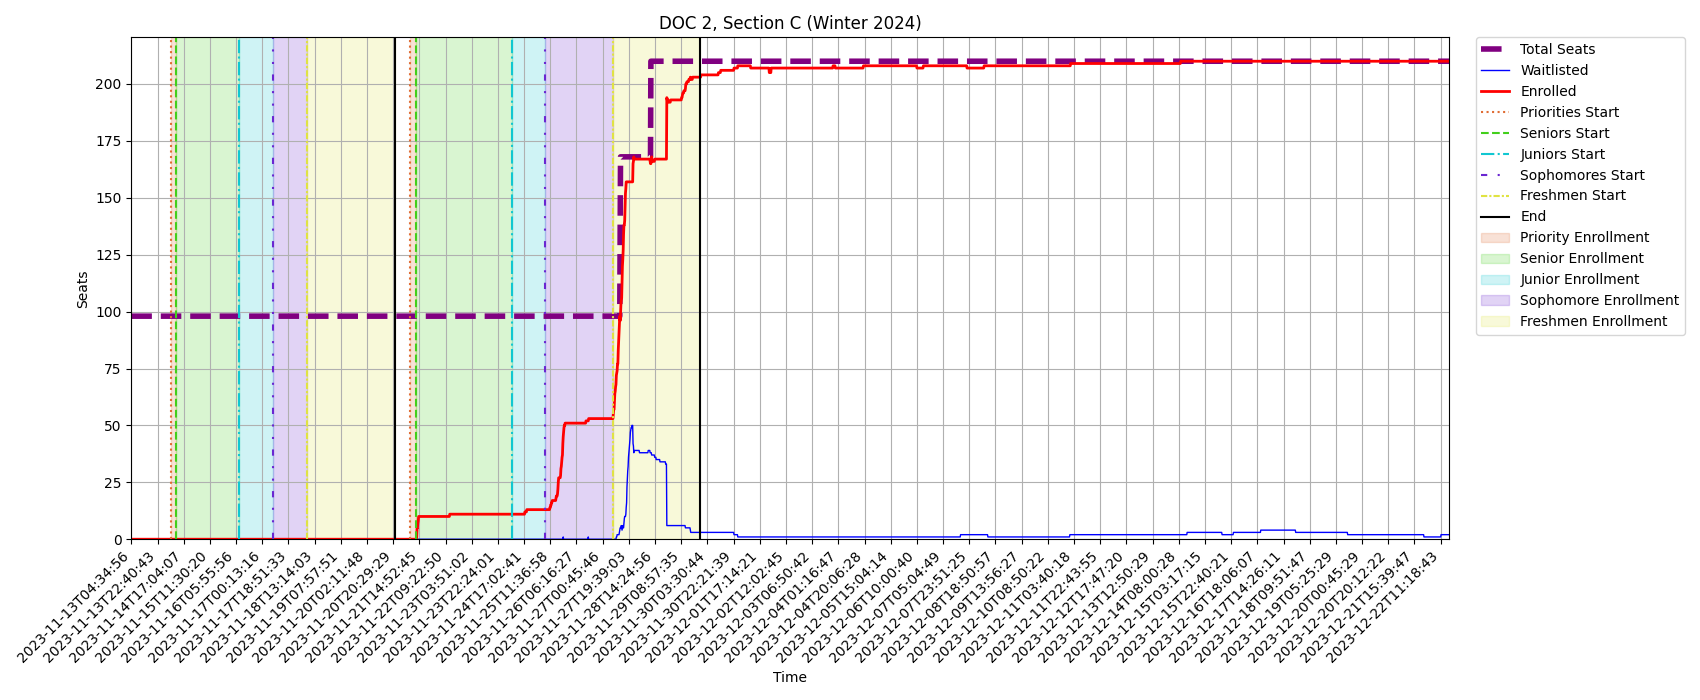 DOC 2, Section C (Winter 2024)
Seats
200
175
150
125
100
75
50
25
0
2023-11-13T04:34:56
2023-11-13T22:40:43
2023-11-14T17:04:07
2023-11-15T11:30:20
2023-11-16T05:55:56
2023-11-17T00:13:16
2023-11-17T18:51:33
2023-11-18T13:14:03
2023-11-19T07:57:51
2023-11-20T02:11:48
2023-11-20T20:29:29
2023-11-21T14:52:45
2023-11-22T09:22:50
2023-11-23T03:51:02
2023-11-23T22:24:01
2023-11-24T17:02:41
2023-11-25T11:36:58
2023-11-26T06:16:27
2023-11-27T00:45:46
2023-11-27T19:39:03
2023-11-28T14:24:56
2023-11-29T08:57:35
2023-11-30T03:30:44
2023-11-30T22:21:39
2023-12-01T17:14:21
2023-12-02T12:02:45
2023-12-03T06:50:42
2023-12-04T01:16:47
2023-12-04T20:06:28
2023-12-05T15:04:14
2023-12-06T10:00:40
2023-12-07T05:04:49
2023-12-07T23:51:25
2023-12-08T18:50:57
2023-12-09T13:56:27
2023-12-10T08:50:22
2023-12-11T03:40:18
2023-12-11T22:43:55
2023-12-12T17:47:20
2023-12-13T12:50:29
2023-12-14T08:00:28
2023-12-15T03:17:15
2023-12-15T22:40:21
2023-12-16T18:06:07
2023-12-17T14:26:11
2023-12-18T09:51:47
2023-12-19T05:25:29
2023-12-20T00:45:29
2023-12-20T20:12:22
2023-12-21T15:39:47
2023-12-22T11:18:43
Time
Total Seats
Waitlisted
Enrolled
Priorities Start
Seniors Start
Juniors Start
Sophomores Start
Freshmen Start
End
Priority Enrollment
Senior Enrollment
Junior Enrollment
Sophomore Enrollment
Freshmen Enrollment